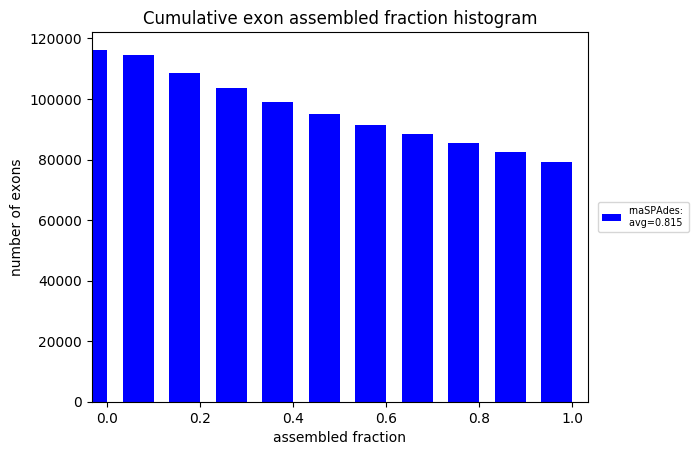 Cumulative exon assembled fraction histogram
120000
100000
80000
60000
40000
20000
0
number of exons
0.0 0.2 0.4 0.6 0.8 1.0
assembled fraction
rnaSPAdes:
avg=0.815